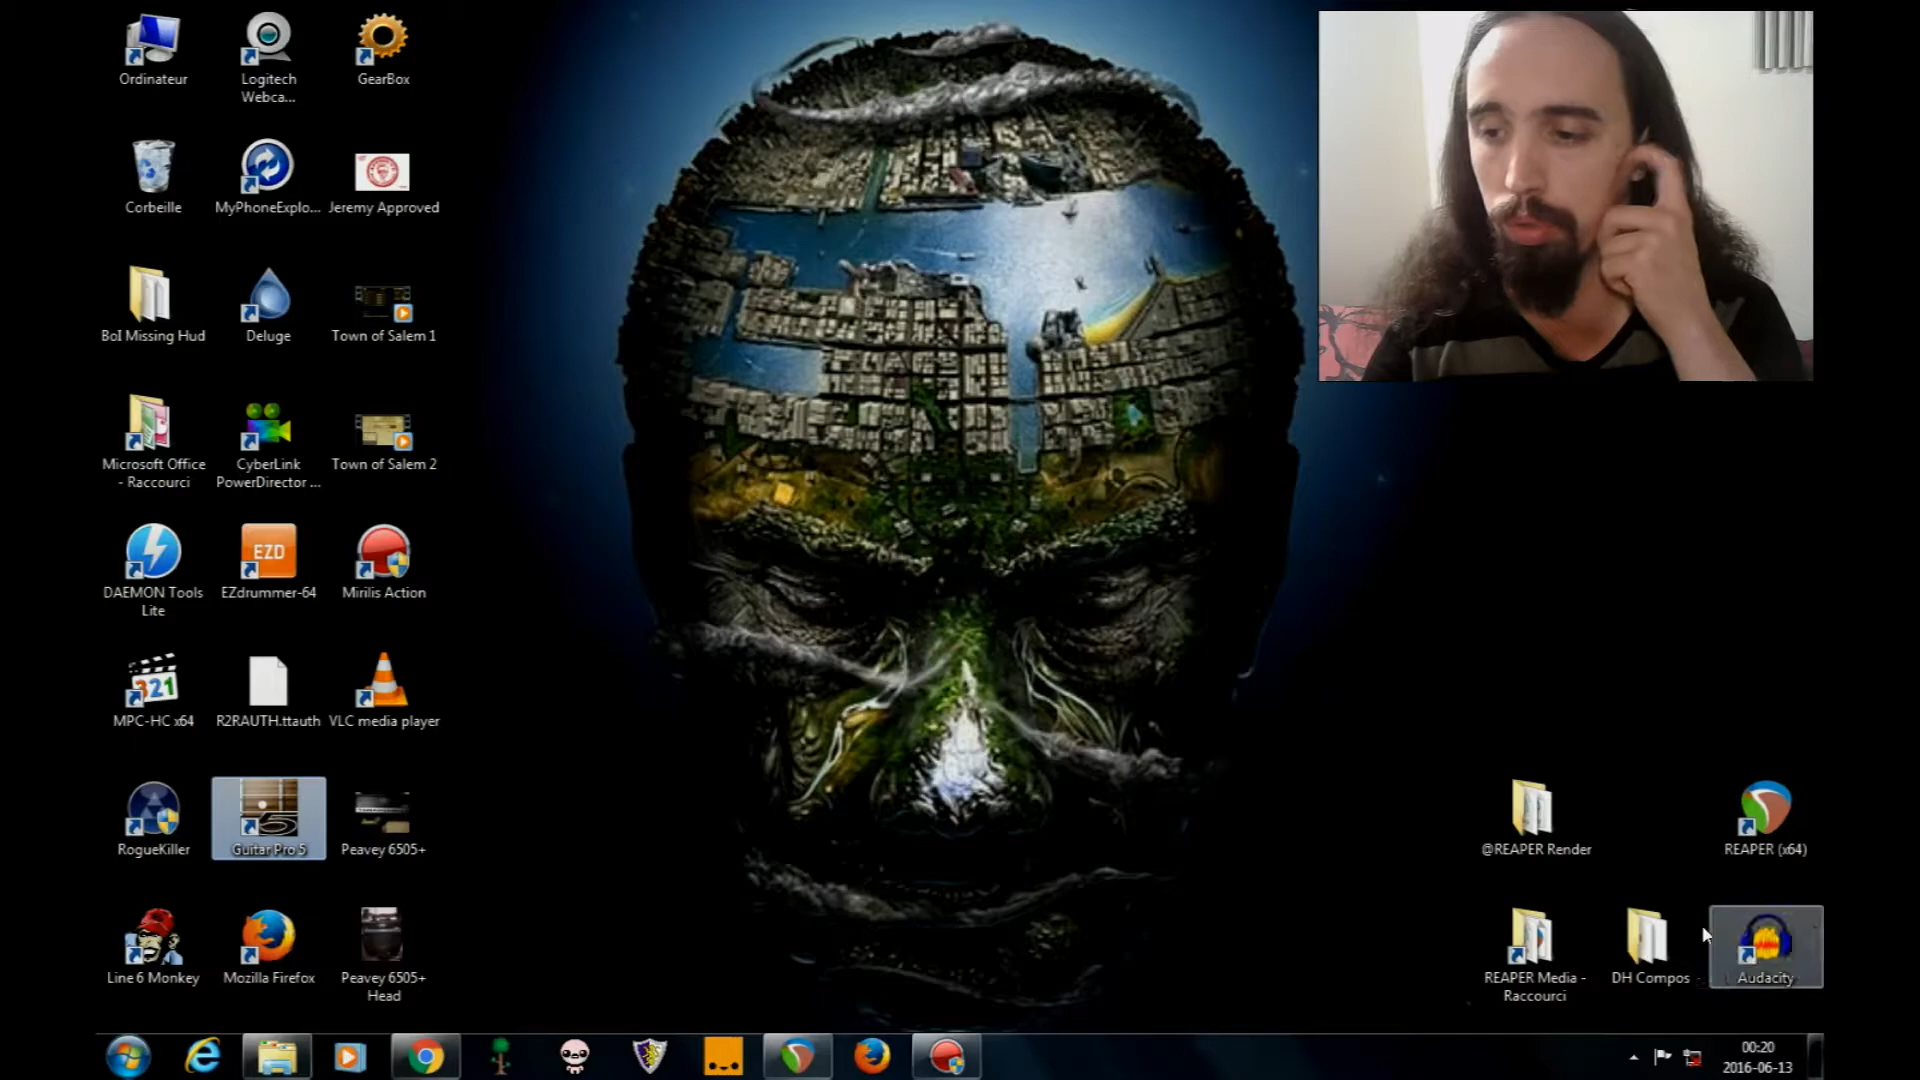 Ordinateur
Logitech
Webca...
GearBox
Corbeille
MyPhoneExplo...
Jeremy Approved
BoI Missing Hud
Deluge
Town of Salem 1
Microsoft Office
- Raccourci
CyberLink
PowerDirector ...
Town of Salem 2
DAEMON Tools
Lite
EZD
EZdrummer-64
Mirilis Action
321
MPC-HC x64
R2RAUTH.ttauth
VLC media player
RogueKiller
5
Guitar Pro 5
Peavey 6505+
Line 6 Monkey
Mozilla Firefox
Peavey 6505+
Head
@REAPER Render
REAPER (x64)
REAPER Media -
Raccourci
DH Compos
Audacity
00:20
2016-06-13